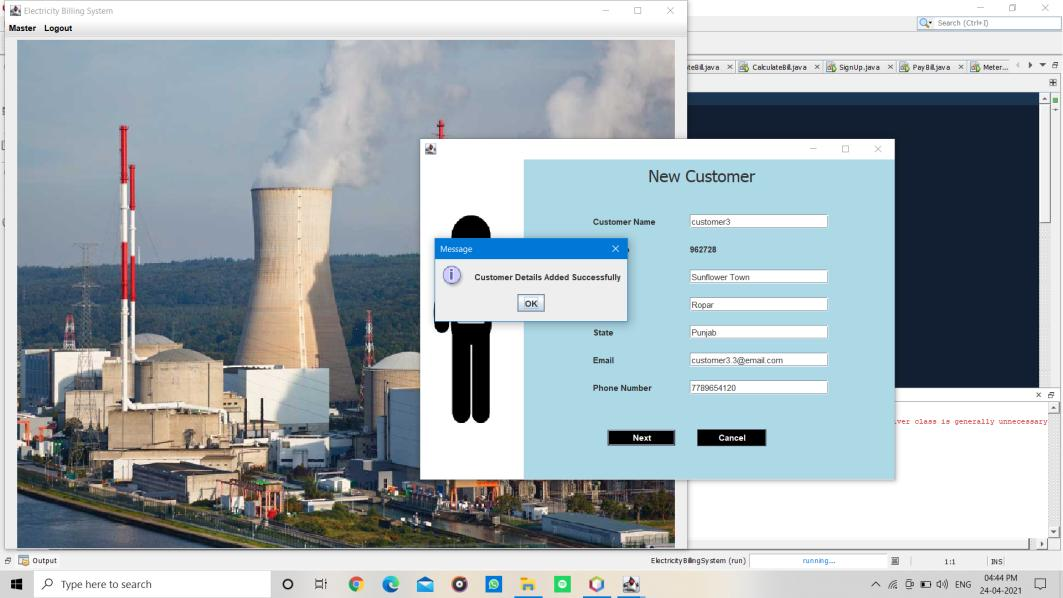 Electricity Billing System
Master Logout
Search (Ctrl+I)
teBill.java CalculateBill.java SignUp.java PayBill.java Meter...
New Customer
Customer Name customer3
962728
Sunflower Town
Ropar
State Punjab
Email customer3.3@email.com
Phone Number 7789654120
Next Cancel
Message
Customer Details Added Successfully
OK
ver class is generally unnecessary
Output
ElectricityBillingSystem (run) running... 1:1 INS
Type here to search
ENG 04:44 PM
24-04-2021